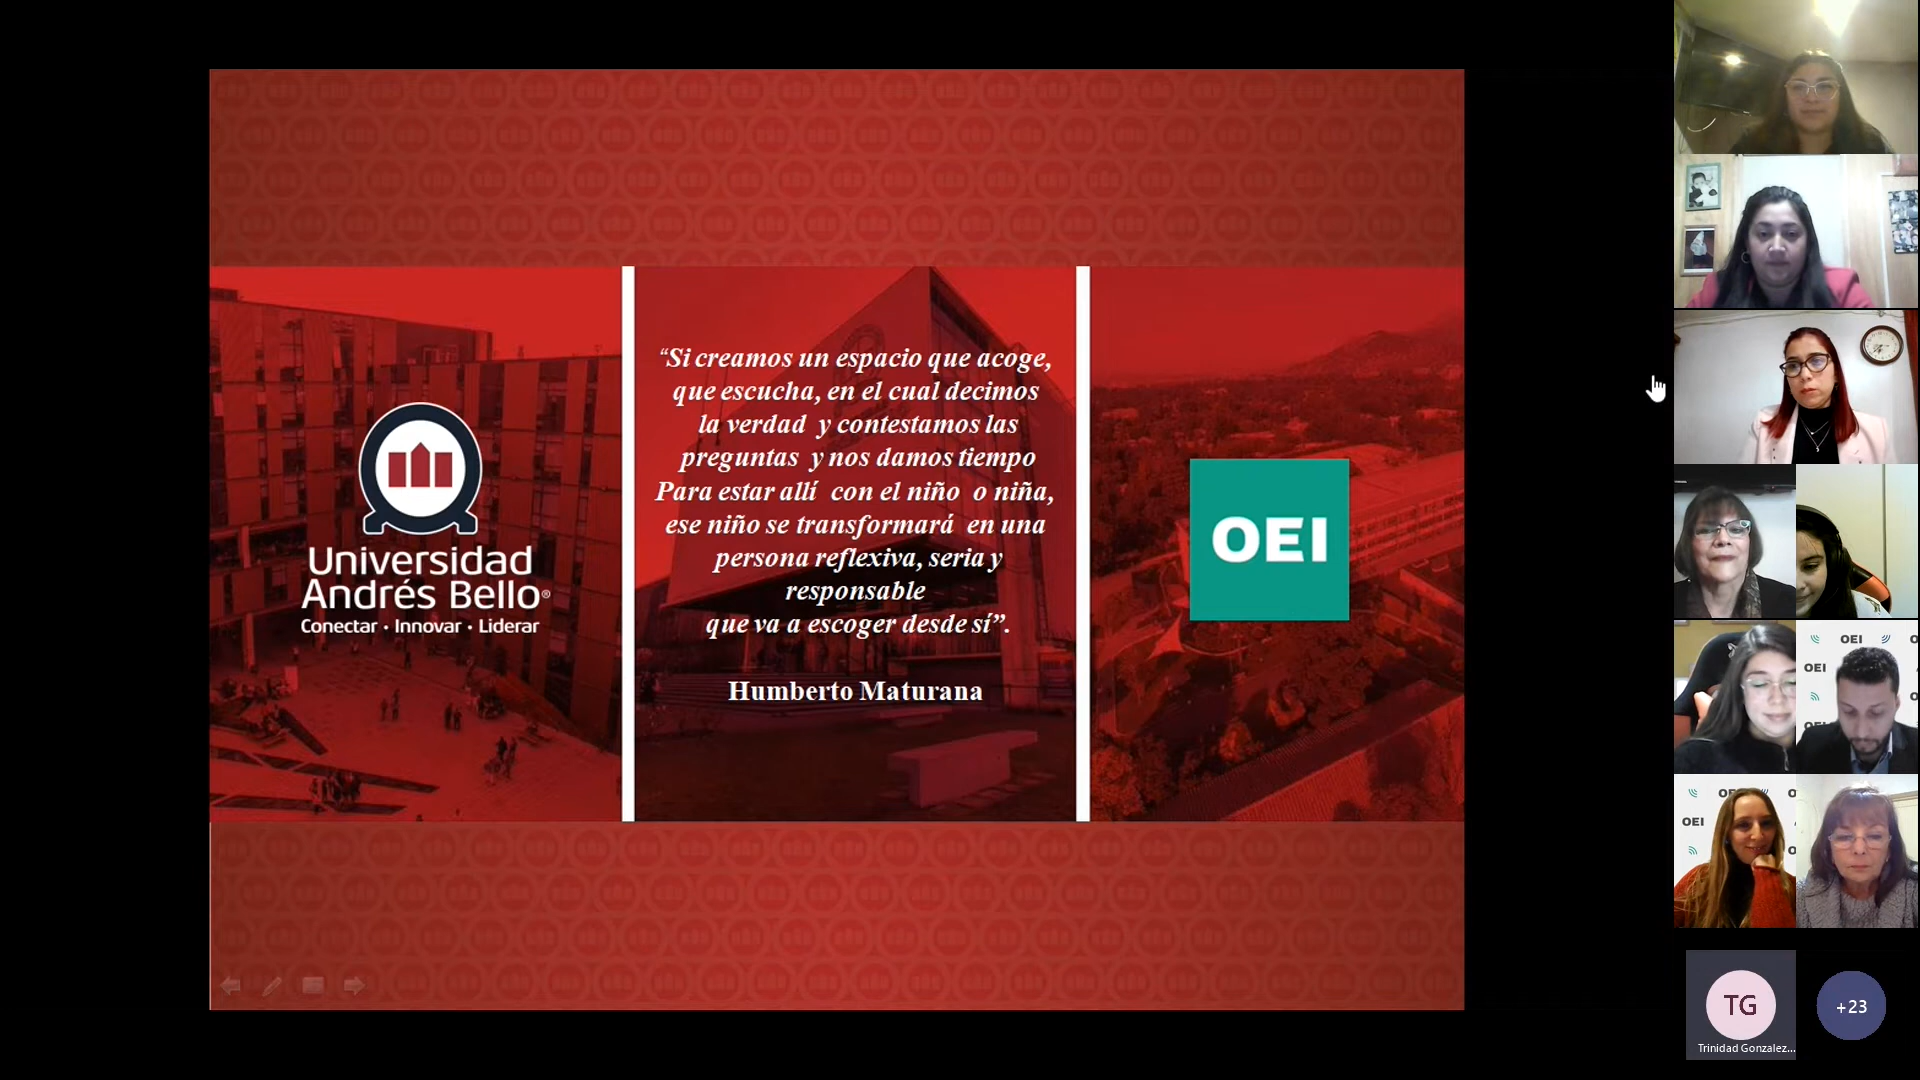 Universidad
Andrés Bello®
Conectar • Innovar • Liderar
“Si creamos un espacio que acoge,
que escucha, en el cual decimos
la verdad y contestamos las
preguntas y nos damos tiempo
Para estar allí con el niño o niña,
ese niño se transformará en una
persona reflexiva, seria y
responsable
que va a escoger desde sí”.
Humberto Maturana
OEI
OEI
OEI
OEI
TG
Trinidad Gonzalez...
+23